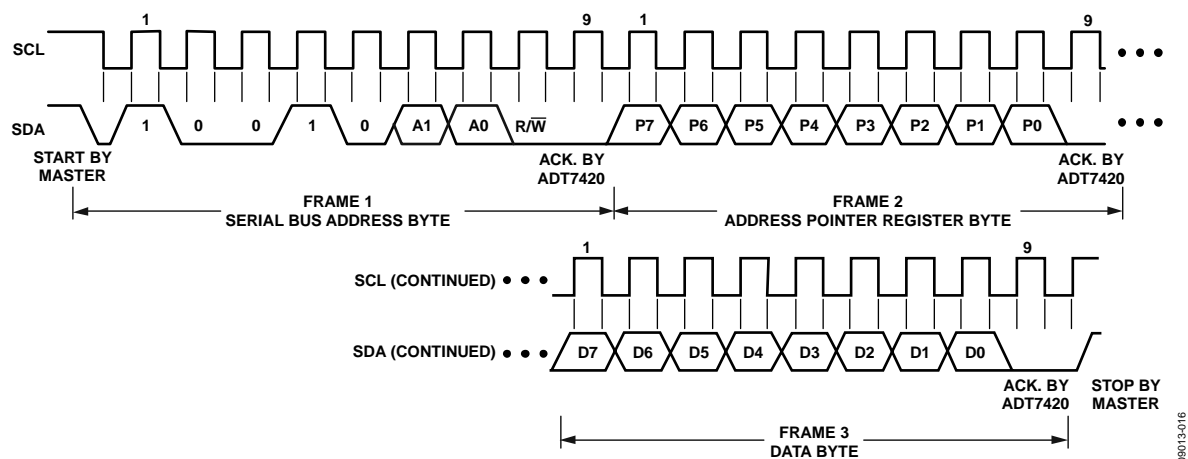 1 9 1 9
SCL
SDA
1 0 0 1 0 A1 A0 R/W̅ P7 P6 P5 P4 P3 P2 P1 P0
START BY
MASTER
ACK. BY
ADT7420
ACK. BY
ADT7420
FRAME 1
SERIAL BUS ADDRESS BYTE
FRAME 2
ADDRESS POINTER REGISTER BYTE
1 9
SCL (CONTINUED)
SDA (CONTINUED)
D7 D6 D5 D4 D3 D2 D1 D0
ACK. BY
ADT7420
STOP BY
MASTER
FRAME 3
DATA BYTE
09013-016